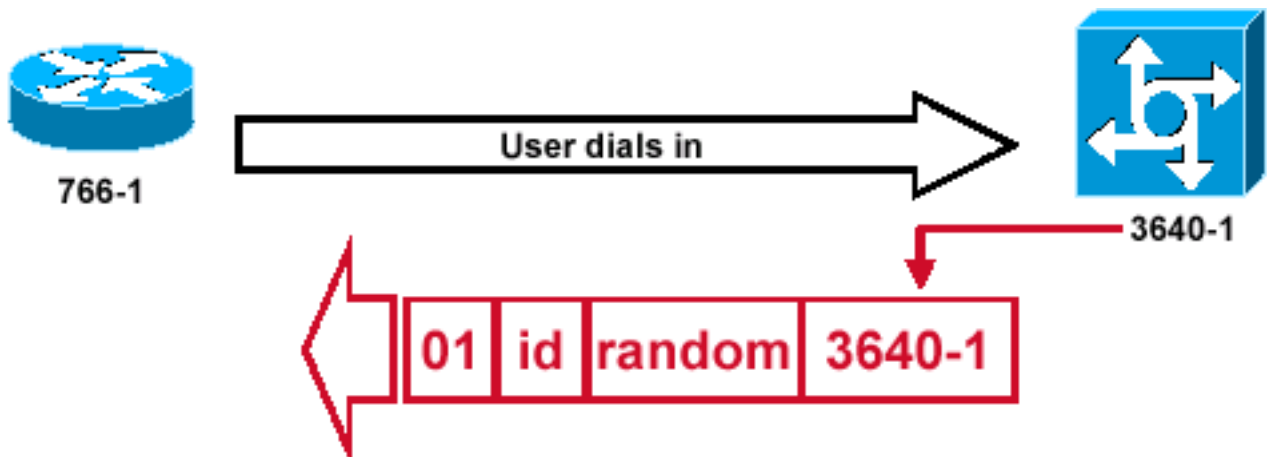 User dials in
766-1
3640-1
01 id random 3640-1